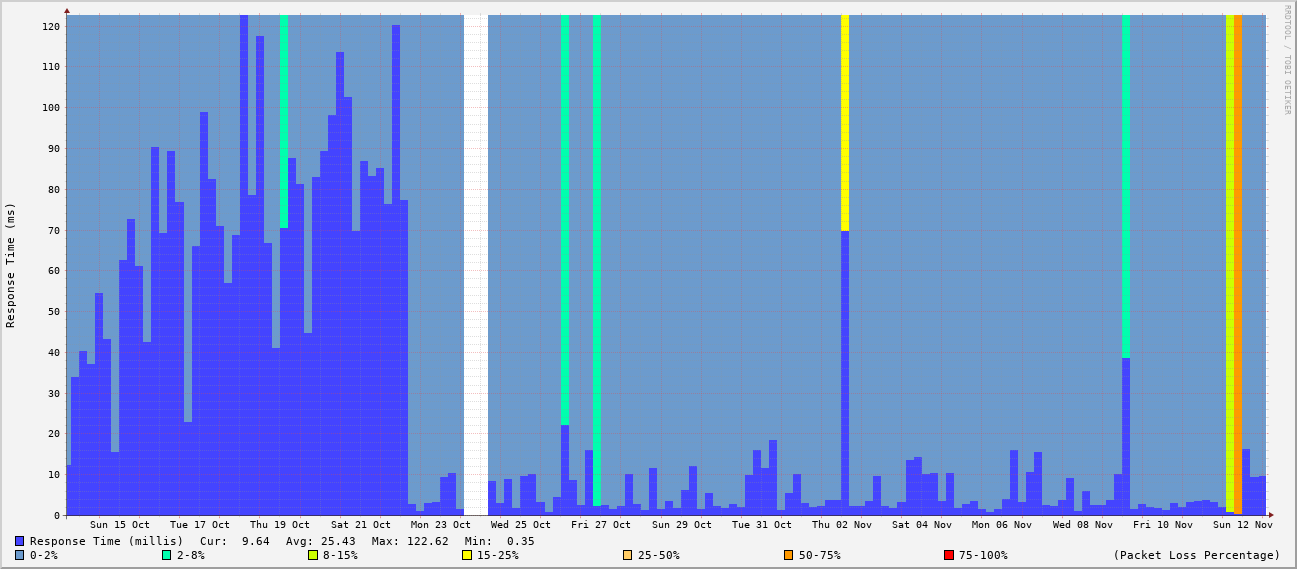 RRDTOOL / TOBI OETIKER
Response Time (ms)
120
110
100
90
80
70
60
50
40
30
20
10
0
Sun 15 Oct Tue 17 Oct Thu 19 Oct Sat 21 Oct Mon 23 Oct Wed 25 Oct Fri 27 Oct Sun 29 Oct Tue 31 Oct Thu 02 Nov Sat 04 Nov Mon 06 Nov Wed 08 Nov Fri 10 Nov Sun 12 Nov
Response Time (millis) Cur: 9.64 Avg: 25.43 Max: 122.62 Min: 0.35
0-2% 2-8% 8-15% 15-25% 25-50% 50-75% 75-100% (Packet Loss Percentage)